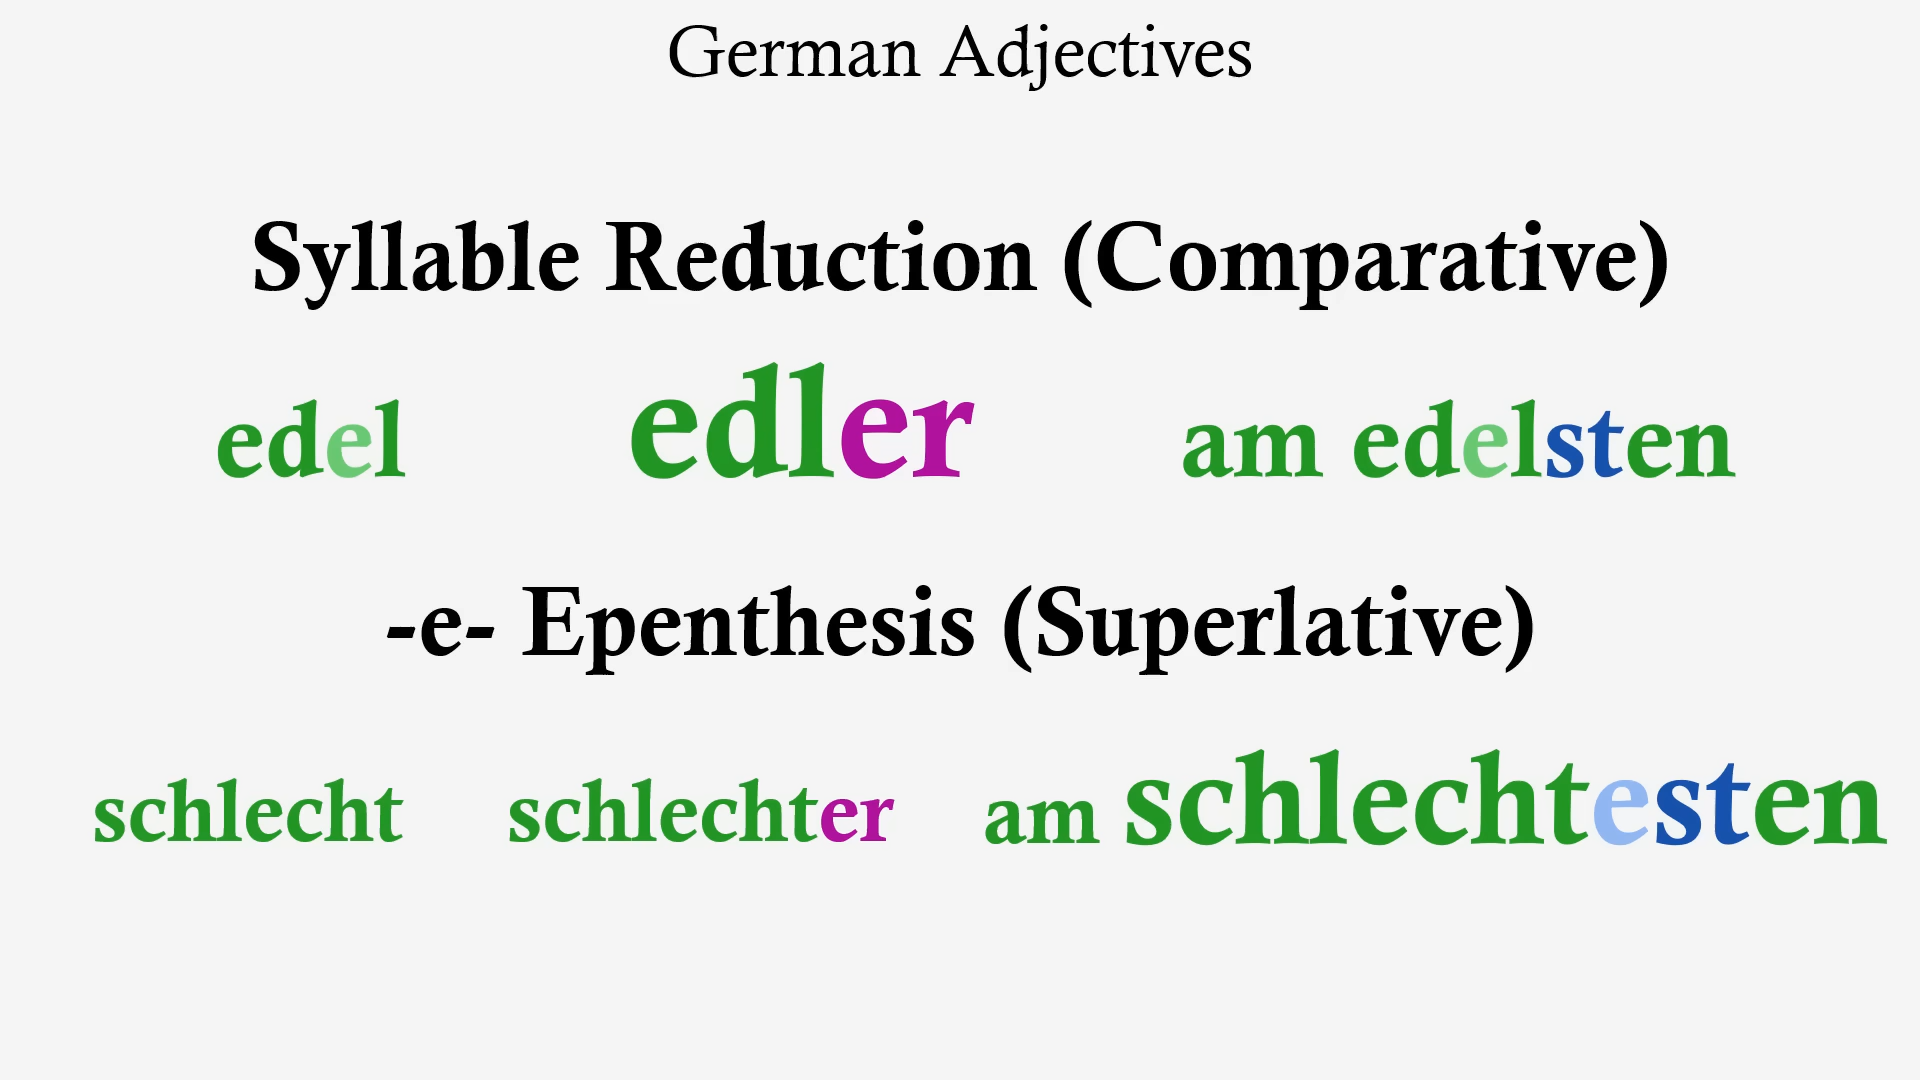 German Adjectives
Syllable Reduction (Comparative)
edel edler am edelsten
-e- Epenthesis (Superlative)
schlecht schlechter am schlechtesten